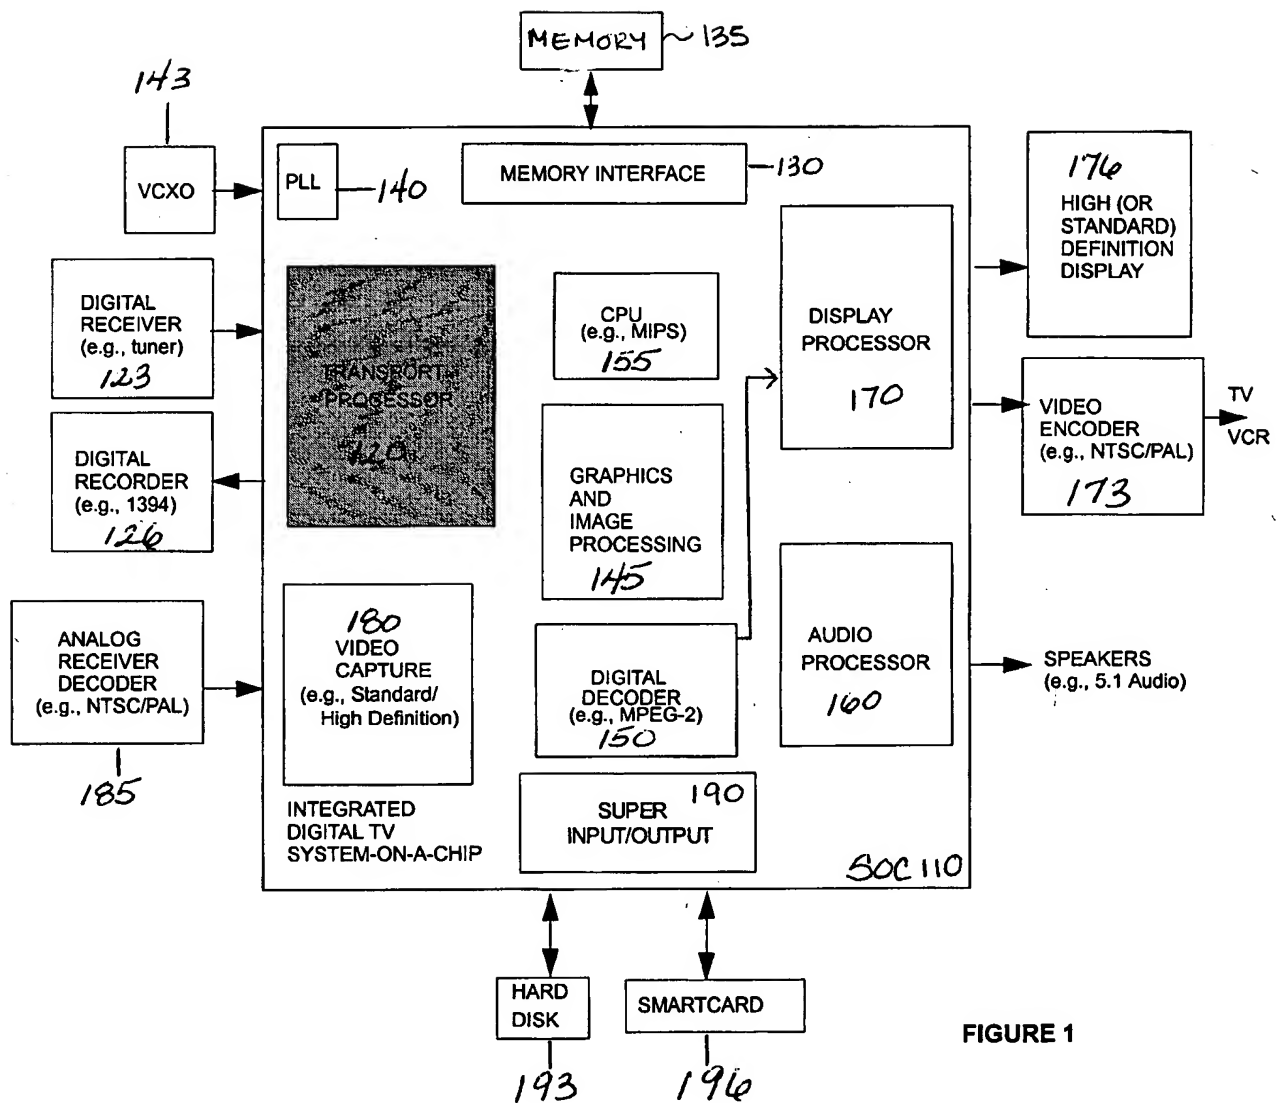 MEMORY 135
143
VCXO
PLL
140
MEMORY INTERFACE 130
176
HIGH (OR
STANDARD)
DEFINITION
DISPLAY
DIGITAL
RECEIVER
(e.g., tuner)
123
TRANSPORT
PROCESSOR
120
CPU
(e.g., MIPS)
155
DISPLAY
PROCESSOR
170
VIDEO
ENCODER
(e.g., NTSC/PAL)
173
TV
VCR
DIGITAL
RECORDER
(e.g., 1394)
126
GRAPHICS
AND
IMAGE
PROCESSING
145
180
VIDEO
CAPTURE
(e.g., Standard/
High Definition)
ANALOG
RECEIVER
DECODER
(e.g., NTSC/PAL)
185
DIGITAL
DECODER
(e.g., MPEG-2)
150
AUDIO
PROCESSOR
160
SPEAKERS
(e.g., 5.1 Audio)
INTEGRATED
DIGITAL TV
SYSTEM-ON-A-CHIP
190
SUPER
INPUT/OUTPUT
SOC 110
HARD
DISK
193
SMARTCARD
196
FIGURE 1